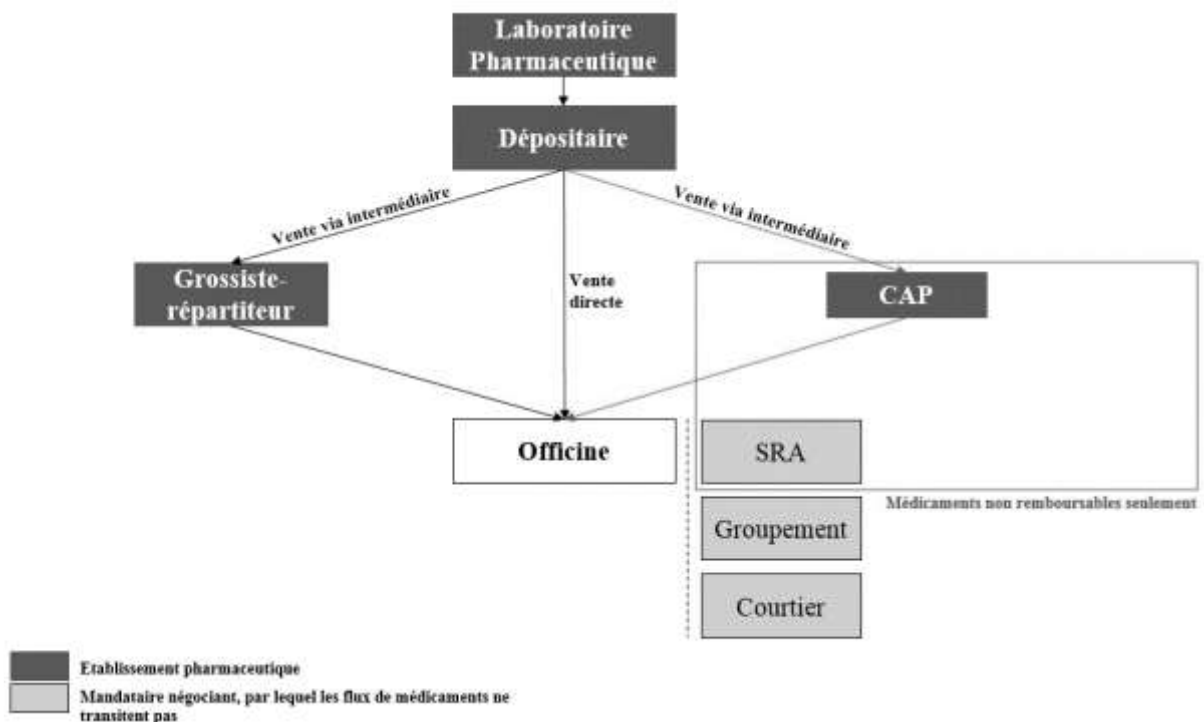 Laboratoire
Pharmaceutique
Dépositaire
Vente via intermédiaire
Vente via intermédiaire
Grossiste-
répartiteur
Vente
directe
CAP
Officine
SRA
Médicaments non remboursables seulement
Groupement
Courtier
Etablissement pharmaceutique
Mandataire négociant, par lequel les flux de médicaments ne
transitent pas